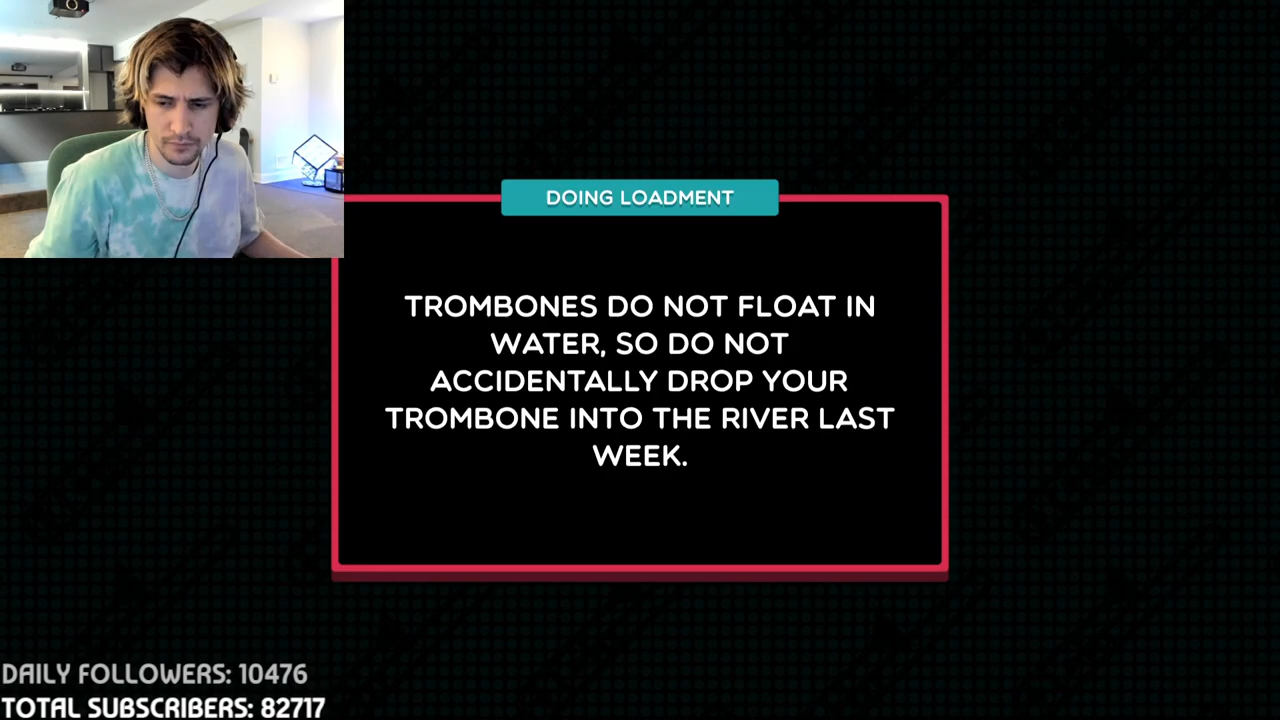 DOING LOADMENT
TROMBONES DO NOT FLOAT IN
WATER, SO DO NOT
ACCIDENTALLY DROP YOUR
TROMBONE INTO THE RIVER LAST
WEEK.
DAILY FOLLOWERS: 10476
TOTAL SUBSCRIBERS: 82717